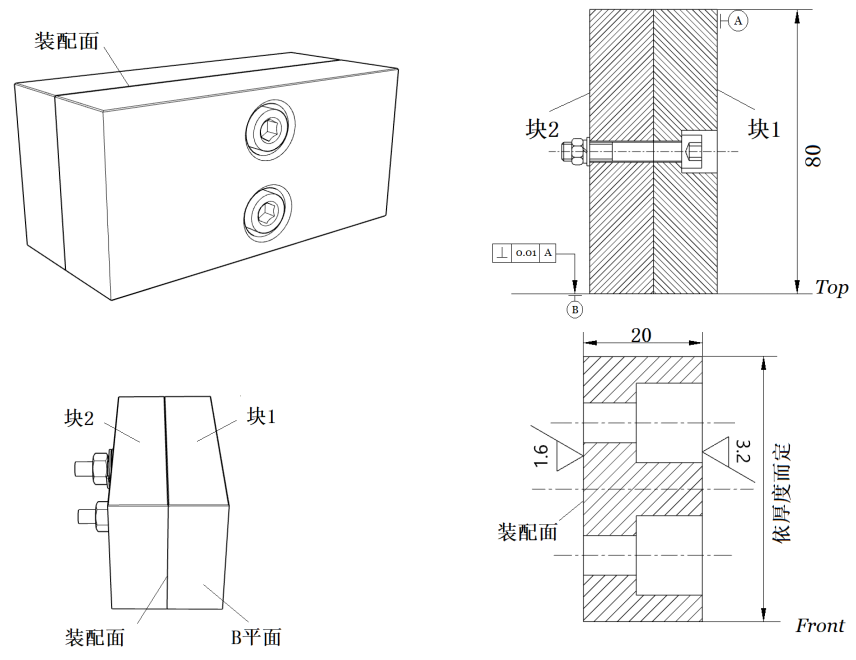 装配面
A
块2
块1
80
⊥ 0.01 A
B
Top
块2
块1
装配面
B平面
20
1.6
3.2
装配面
依厚度而定
Front